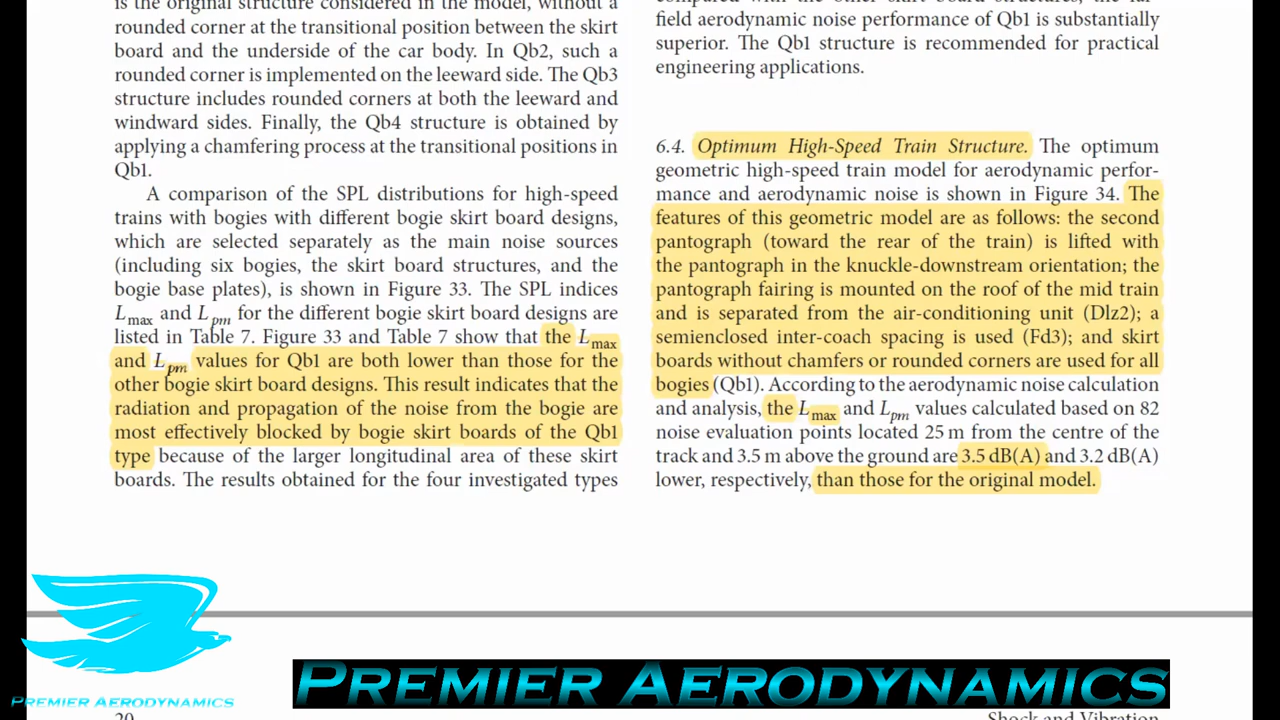 is the original structure considered in the model, without a
rounded corner at the transitional position between the skirt
board and the underside of the car body. In Qb2, such a
rounded corner is implemented on the leeward side. The Qb3
structure includes rounded corners at both the leeward and
windward sides. Finally, the Qb4 structure is obtained by
applying a chamfering process at the transitional positions in
Qb1.
A comparison of the SPL distributions for high-speed
trains with bogies with different bogie skirt board designs,
which are selected separately as the main noise sources
(including six bogies, the skirt board structures, and the
bogie base plates), is shown in Figure 33. The SPL indices
Lmax and Lpm for the different bogie skirt board designs are
listed in Table 7. Figure 33 and Table 7 show that the Lmax
and Lpm values for Qb1 are both lower than those for the
other bogie skirt board designs. This result indicates that the
radiation and propagation of the noise from the bogie are
most effectively blocked by bogie skirt boards of the Qb1
type because of the larger longitudinal area of these skirt
boards. The results obtained for the four investigated types
compared with the other skirt board structures, the far-
field aerodynamic noise performance of Qb1 is substantially
superior. The Qb1 structure is recommended for practical
engineering applications.
6.4. Optimum High-Speed Train Structure. The optimum
geometric high-speed train model for aerodynamic perfor-
mance and aerodynamic noise is shown in Figure 34. The
features of this geometric model are as follows: the second
pantograph (toward the rear of the train) is lifted with
the pantograph in the knuckle-downstream orientation; the
pantograph fairing is mounted on the roof of the mid train
and is separated from the air-conditioning unit (Dlz2); a
semienclosed inter-coach spacing is used (Fd3); and skirt
boards without chamfers or rounded corners are used for all
bogies (Qb1). According to the aerodynamic noise calculation
and analysis, the Lmax and Lpm values calculated based on 82
noise evaluation points located 25 m from the centre of the
track and 3.5 m above the ground are 3.5 dB(A) and 3.2 dB(A)
lower, respectively, than those for the original model.
PREMIER AERODYNAMICS
PREMIER AERODYNAMICS
20
Shock and Vibration